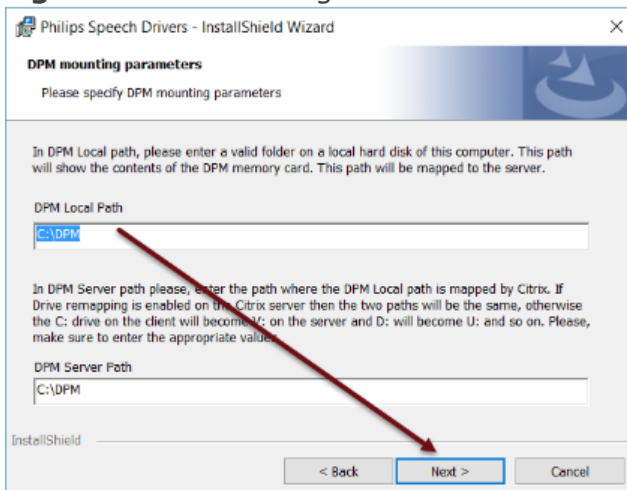 Philips Speech Drivers - InstallShield Wizard
DPM mounting parameters
Please specify DPM mounting parameters
In DPM Local path, please enter a valid folder on a local hard disk of this computer. This path
will show the contents of the DPM memory card. This path will be mapped to the server.
DPM Local Path
C:\DPM
In DPM Server path please, enter the path where the DPM Local path is mapped by Citrix. If
Drive remapping is enabled on the Citrix server then the two paths will be the same, otherwise
the C: drive on the client will become V: on the server and D: will become U: and so on. Please,
make sure to enter the appropriate values
DPM Server Path
C:\DPM
InstallShield
< Back Next > Cancel